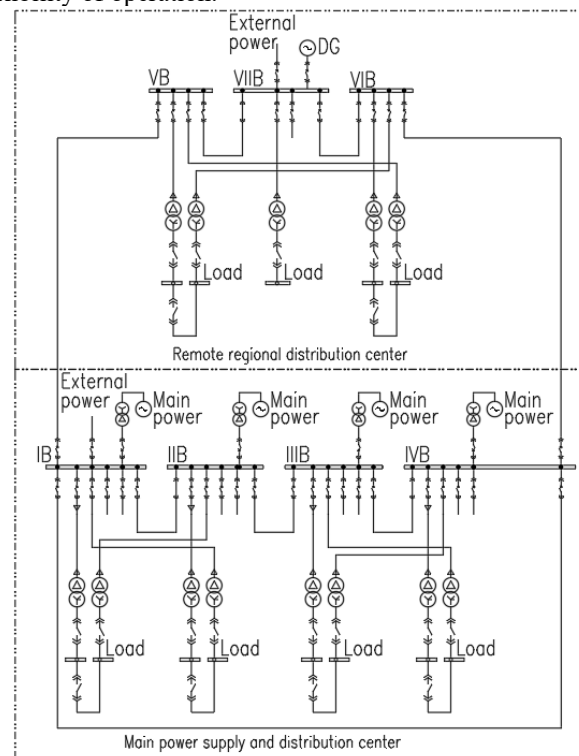 External
power
DG
VB
VIIB
VIB
Load
Load
Load
Remote regional distribution center
External
power
Main
power
Main
power
Main
power
Main
power
IB
IIB
IIIB
IVB
Load
Load
Load
Load
Main power supply and distribution center